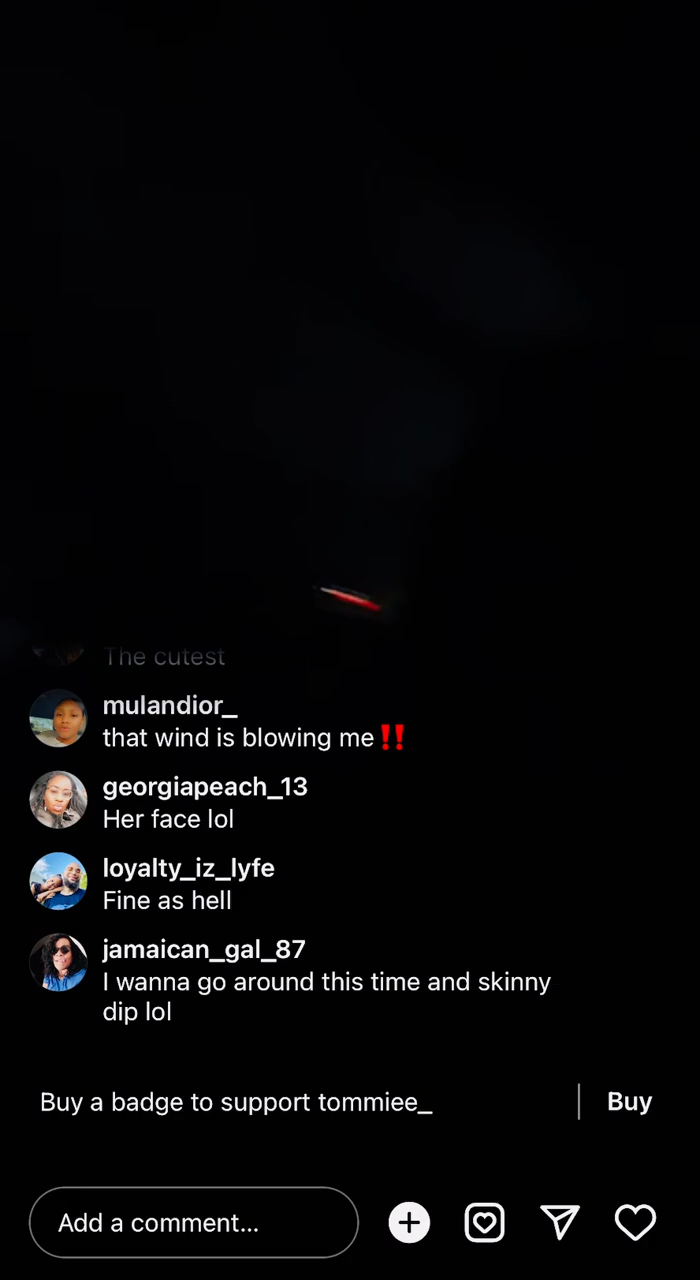 The cutest
mulandior_
that wind is blowing me‼️
georgiapeach_13
Her face lol
loyalty_iz_lyfe
Fine as hell
jamaican_gal_87
I wanna go around this time and skinny
dip lol
Buy a badge to support tommiee_
Buy
Add a comment...